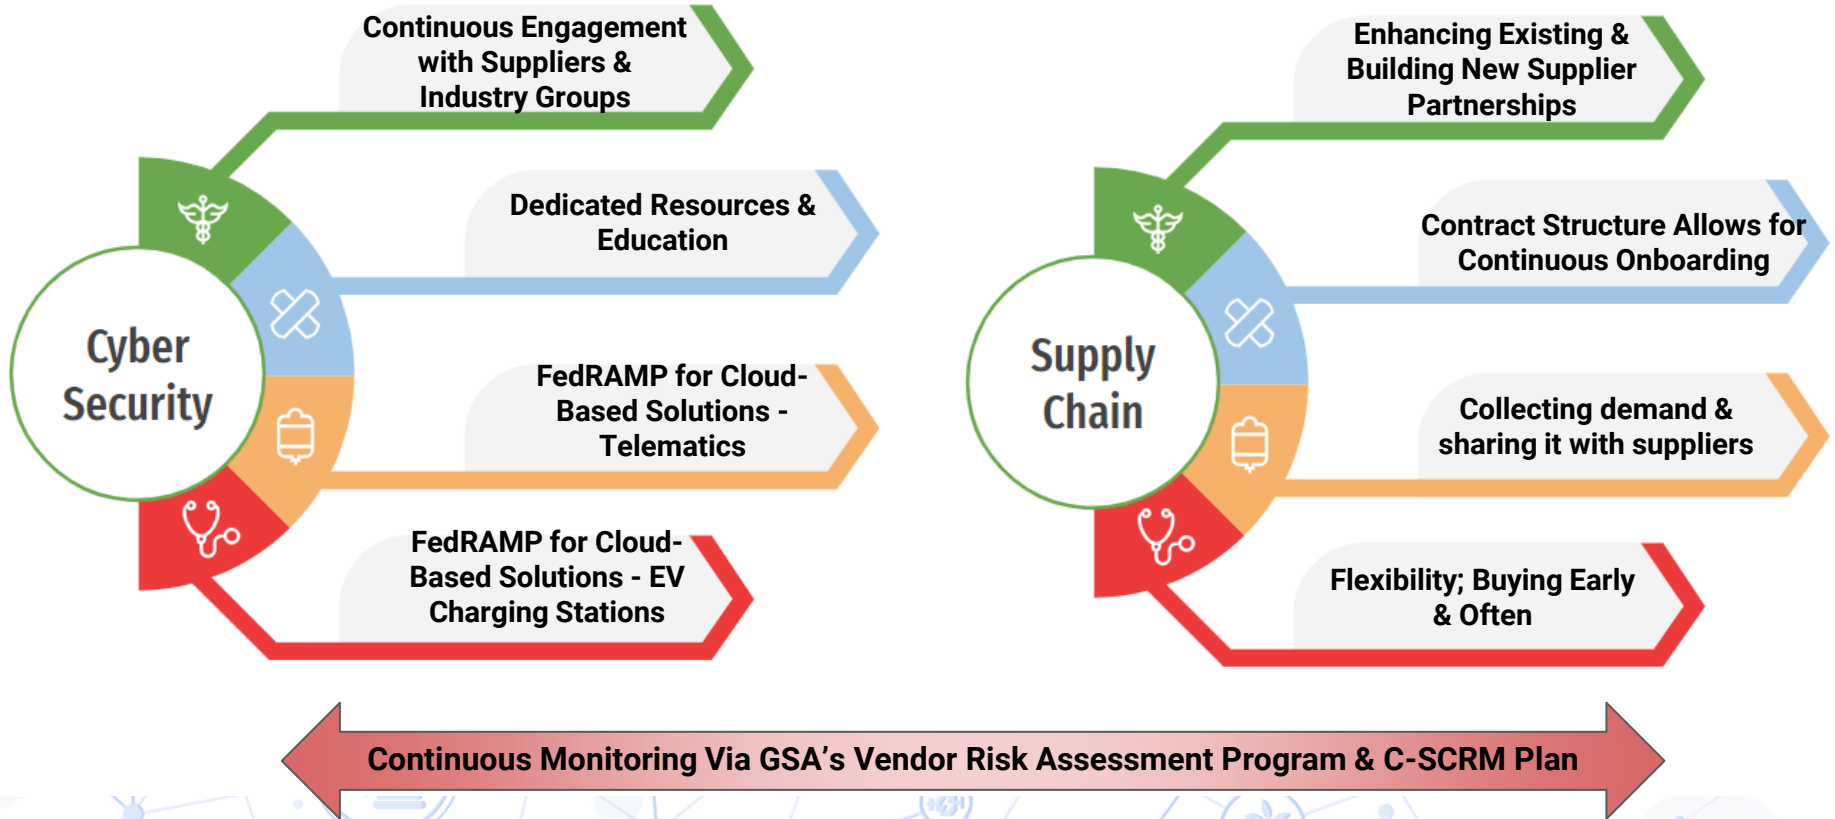 Continuous Engagement
with Suppliers &
Industry Groups
Dedicated Resources &
Education
Cyber
Security
FedRAMP for Cloud-
Based Solutions -
Telematics
FedRAMP for Cloud-
Based Solutions - EV
Charging Stations
Enhancing Existing &
Building New Supplier
Partnerships
Contract Structure Allows for
Continuous Onboarding
Supply
Chain
Collecting demand &
sharing it with suppliers
Flexibility; Buying Early
& Often
Continuous Monitoring Via GSA’s Vendor Risk Assessment Program & C-SCRM Plan